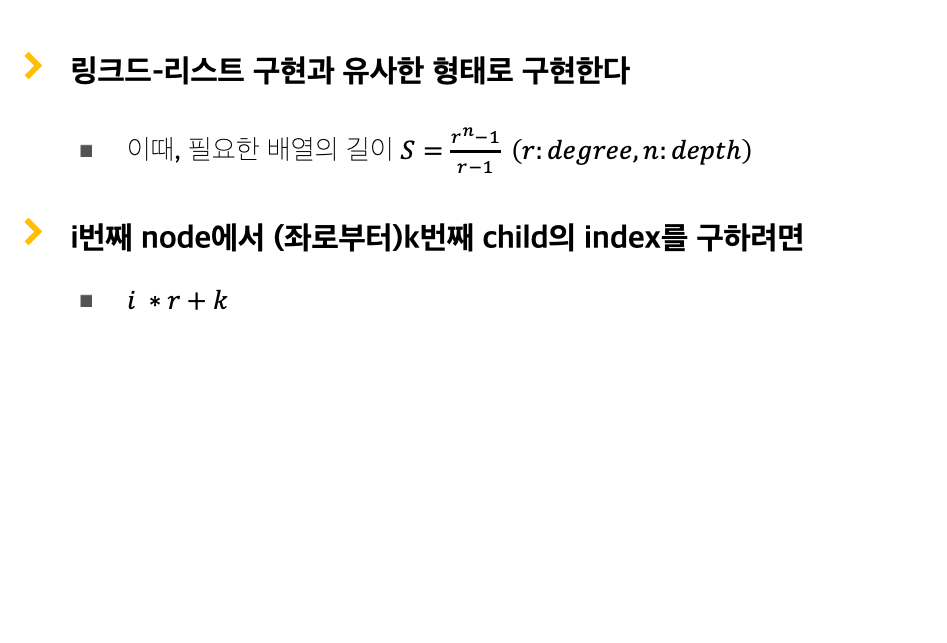 링크드-리스트 구현과 유사한 형태로 구현한다
이때, 필요한 배열의 길이 S = \frac{r^n-1}{r-1} (r: degree, n: depth)
i번째 node에서 (좌로부터)k번째 child의 index를 구하려면
i * r + k